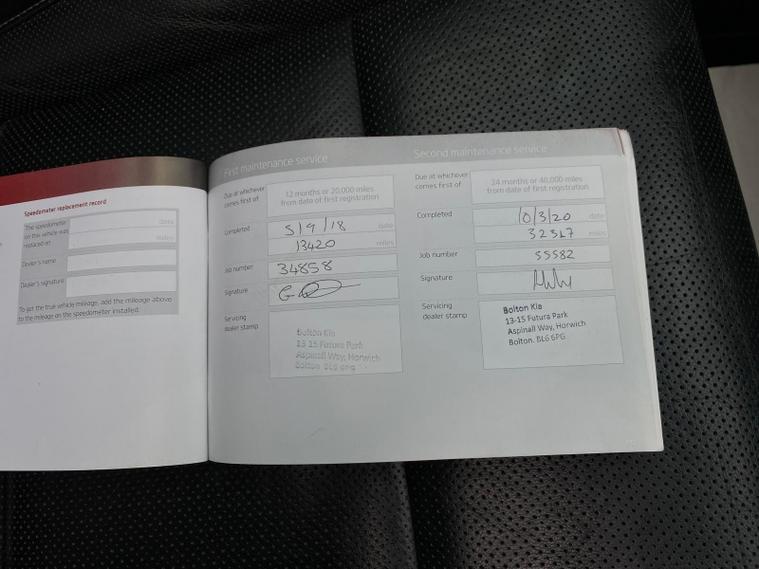 Speedometer replacement record
The speedometer
on this vehicle was
replaced at
date
miles
Dealer's name
Dealer's signature
To get the true vehicle mileage, add the mileage above
to the mileage on the speedometer installed.
First maintenance service
Due at whichever
comes first of
12 months or 20,000 miles
from date of first registration
Completed
5/9/18 date
13420 miles
Job number
34858
Signature
Servicing
dealer stamp
Bolton Kia
13-15 Futura Park
Aspinall Way, Horwich
Bolton. BL6 6PG
Second maintenance service
Due at whichever
comes first of
24 months or 40,000 miles
from date of first registration
Completed
10/3/20 date
32567 miles
Job number
55582
Signature
Servicing
dealer stamp
Bolton Kia
13-15 Futura Park
Aspinall Way, Horwich
Bolton. BL6 6PG